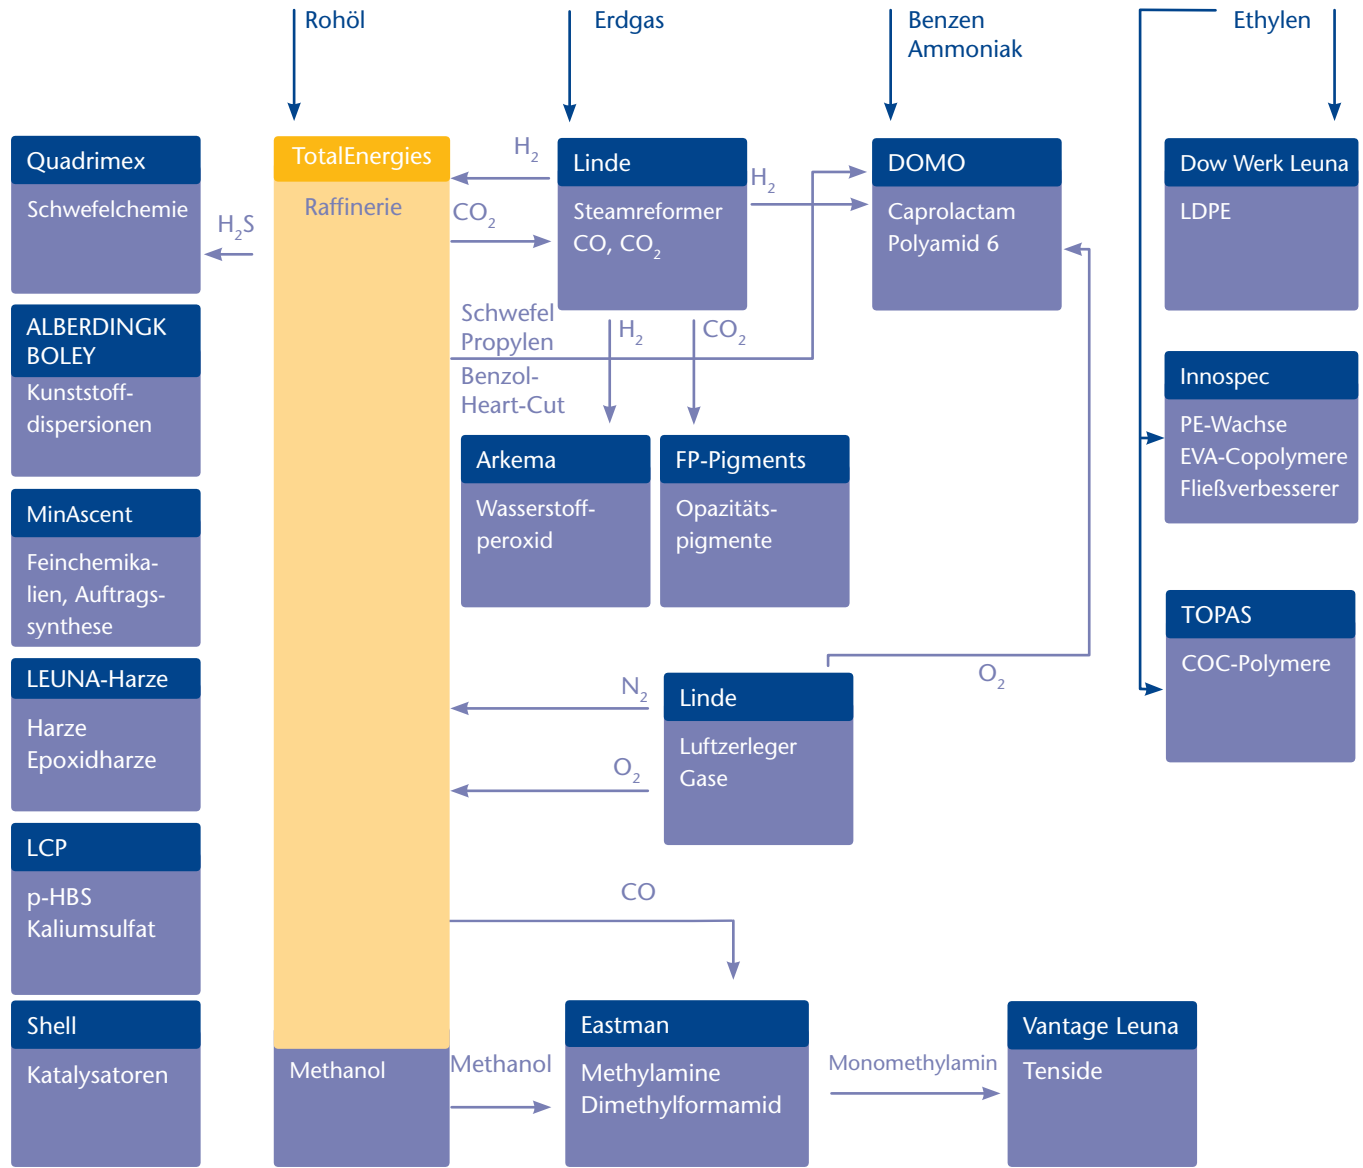 Rohöl
Erdgas
Benzen
Ammoniak
Ethylen
Quadrimex
Schwefelchemie
H₂S
TotalEnergies
Raffinerie
H₂
CO₂
Linde
Steamreformer
CO, CO₂
H₂
DOMO
Caprolactam
Polyamid 6
Dow Werk Leuna
LDPE
ALBERDINGK
BOLEY
Kunststoff-
dispersionen
Schwefel
Propylen
Benzol-
Heart-Cut
H₂
CO₂
Innospec
PE-Wachse
EVA-Copolymere
Fließverbesserer
Arkema
Wasserstoff-
peroxid
FP-Pigments
Opazitäts-
pigmente
MinAscent
Feinchemika-
lien, Auftrags-
synthese
TOPAS
COC-Polymere
LEUNA-Harze
Harze
Epoxidharze
N₂
O₂
Linde
Luftzerleger
Gase
O₂
LCP
p-HBS
Kaliumsulfat
CO
Shell
Katalysatoren
Methanol
Methanol
Eastman
Methylamine
Dimethylformamid
Monomethylamin
Vantage Leuna
Tenside